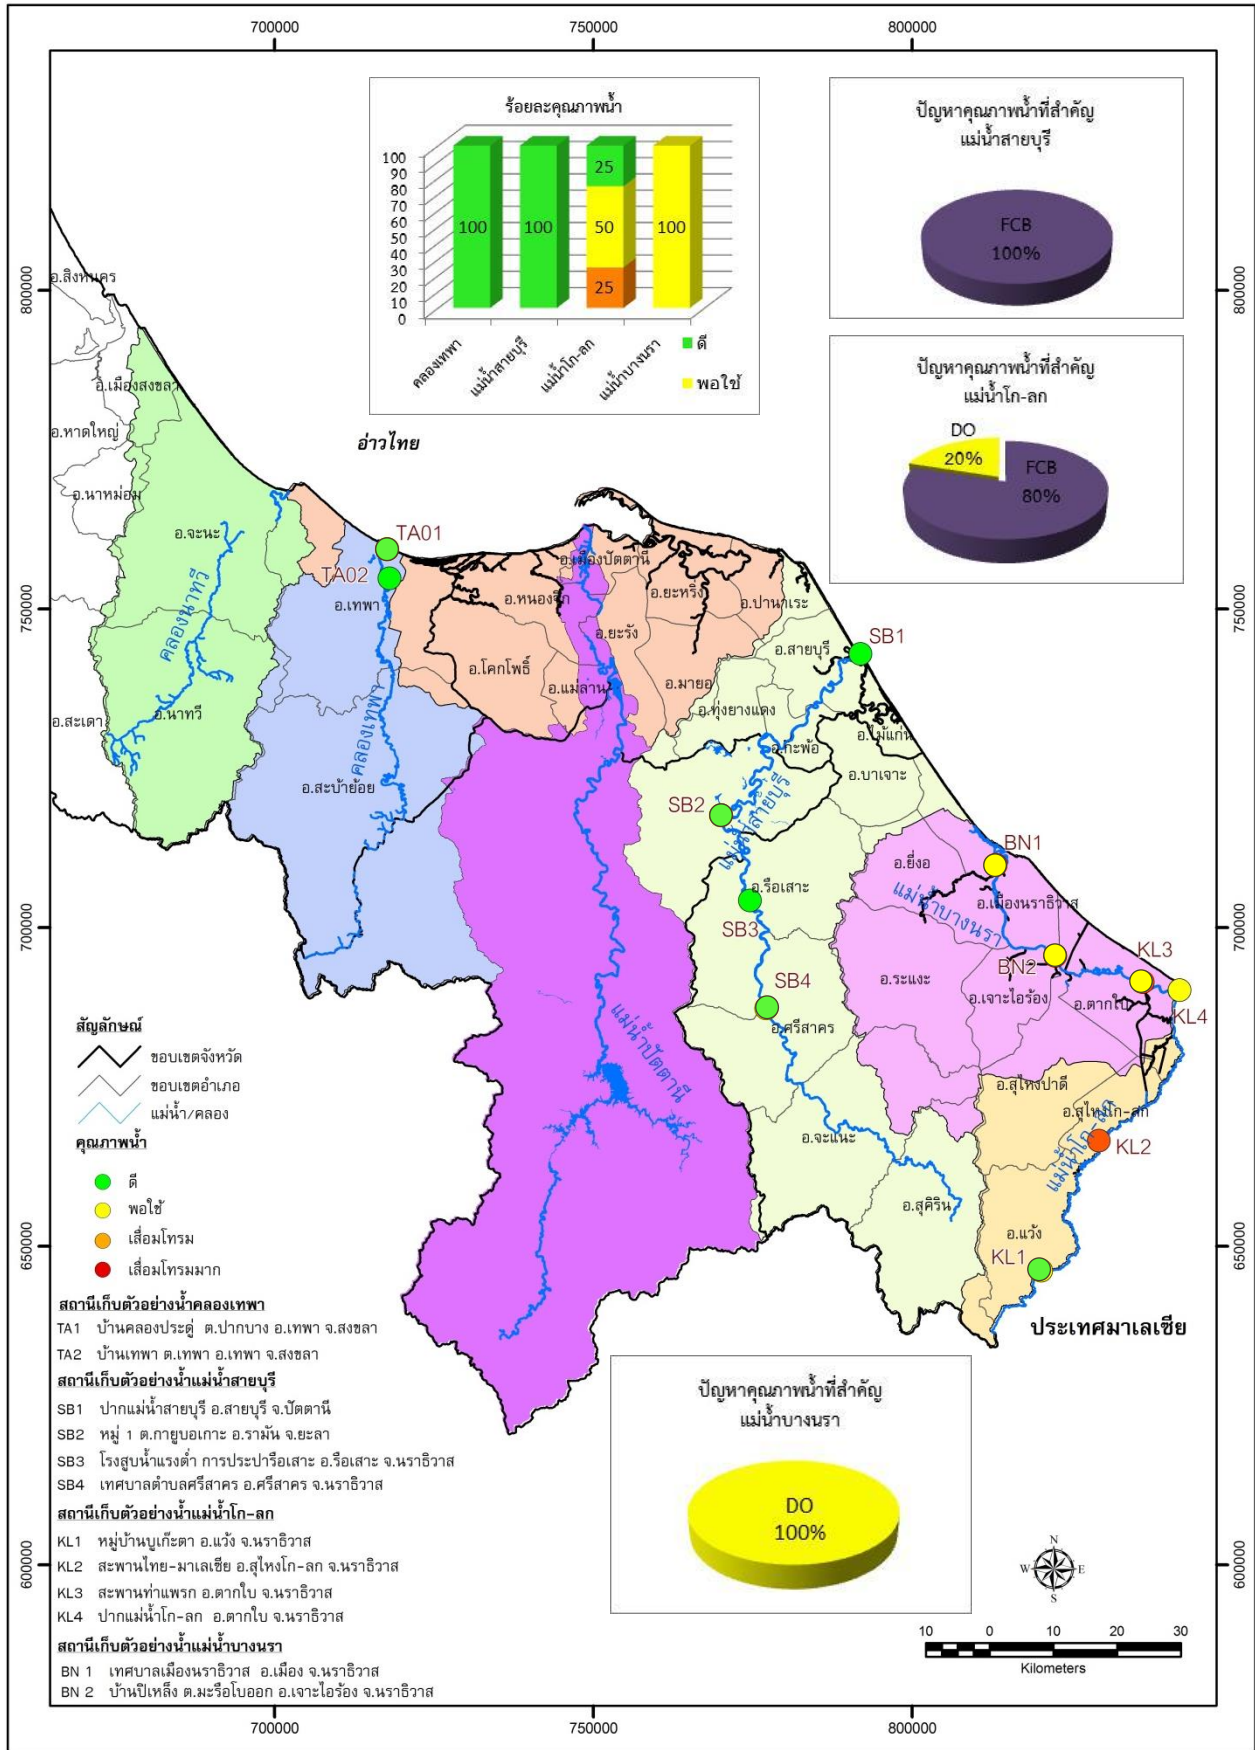 700000
750000
800000
ร้อยละคุณภาพน้ำ
100
90
80
70
60
50
40
30
20
10
0
100
100
25
50
25
100
คลองเทพา
แม่น้ำสายบุรี
แม่น้ำโก-ลก
แม่น้ำบางนรา
ดี
พอใช้
ปัญหาคุณภาพน้ำที่สำคัญ
แม่น้ำสายบุรี
FCB
100%
ปัญหาคุณภาพน้ำที่สำคัญ
แม่น้ำโก-ลก
DO
20%
FCB
80%
800000
750000
700000
650000
600000
800000
750000
700000
650000
600000
อ่าวไทย
อ.สิงหนคร
อ.เมืองสงขลา
อ.หาดใหญ่
อ.นาหม่อม
อ.จะนะ
คลองนาทวี
อ.นาทวี
อ.สะเดา
TA01
TA02
อ.เทพา
คลองเทพา
อ.สะบ้าย้อย
อ.หนองจิก
อ.โคกโพธิ์
อ.แม่ลาน
อ.เมืองปัตตานี
อ.ยะหริ่ง
อ.ยะรัง
อ.มายอ
อ.ปานาเระ
อ.สายบุรี
SB1
อ.ทุ่งยางแดง
อ.กะพ้อ
อ.ไม้แก่น
อ.บาเจาะ
SB2
แม่น้ำสายบุรี
อ.รือเสาะ
SB3
SB4
อ.ศรีสาคร
แม่น้ำปัตตานี
อ.จะแนะ
อ.สุคิริน
BN1
อ.ยี่งอ
อ.เมืองนราธิวาส
แม่น้ำบางนรา
BN2
อ.ระแงะ
อ.เจาะไอร้อง
KL3
อ.ตากใบ
KL4
อ.สุไหงปาดี
อ.สุไหงโก-ลก
แม่น้ำโก-ลก
KL2
อ.แว้ง
KL1
ประเทศมาเลเซีย
สัญลักษณ์
ขอบเขตจังหวัด
ขอบเขตอำเภอ
แม่น้ำ/คลอง
คุณภาพน้ำ
ดี
พอใช้
เสื่อมโทรม
เสื่อมโทรมมาก
สถานีเก็บตัวอย่างน้ำคลองเทพา
TA1 บ้านคลองประดู่ ต.ปากบาง อ.เทพา จ.สงขลา
TA2 บ้านเทพา ต.เทพา อ.เทพา จ.สงขลา
สถานีเก็บตัวอย่างน้ำแม่น้ำสายบุรี
SB1 ปากแม่น้ำสายบุรี อ.สายบุรี จ.ปัตตานี
SB2 หมู่ 1 ต.กายูบอเกาะ อ.รามัน จ.ยะลา
SB3 โรงสูบน้ำแรงต่ำ การประปารือเสาะ อ.รือเสาะ จ.นราธิวาส
SB4 เทศบาลตำบลศรีสาคร อ.ศรีสาคร จ.นราธิวาส
สถานีเก็บตัวอย่างน้ำแม่น้ำโก-ลก
KL1 หมู่บ้านบูเก๊ะตา อ.แว้ง จ.นราธิวาส
KL2 สะพานไทย-มาเลเซีย อ.สุไหงโก-ลก จ.นราธิวาส
KL3 สะพานท่าแพรก อ.ตากใบ จ.นราธิวาส
KL4 ปากแม่น้ำโก-ลก อ.ตากใบ จ.นราธิวาส
สถานีเก็บตัวอย่างน้ำแม่น้ำบางนรา
BN 1 เทศบาลเมืองนราธิวาส อ.เมือง จ.นราธิวาส
BN 2 บ้านปิเหล็ง ต.มะรือโบออก อ.เจาะไอร้อง จ.นราธิวาส
ปัญหาคุณภาพน้ำที่สำคัญ
แม่น้ำบางนรา
DO
100%
N
W E
S
10 0 10 20 30
Kilometers
700000
750000
800000